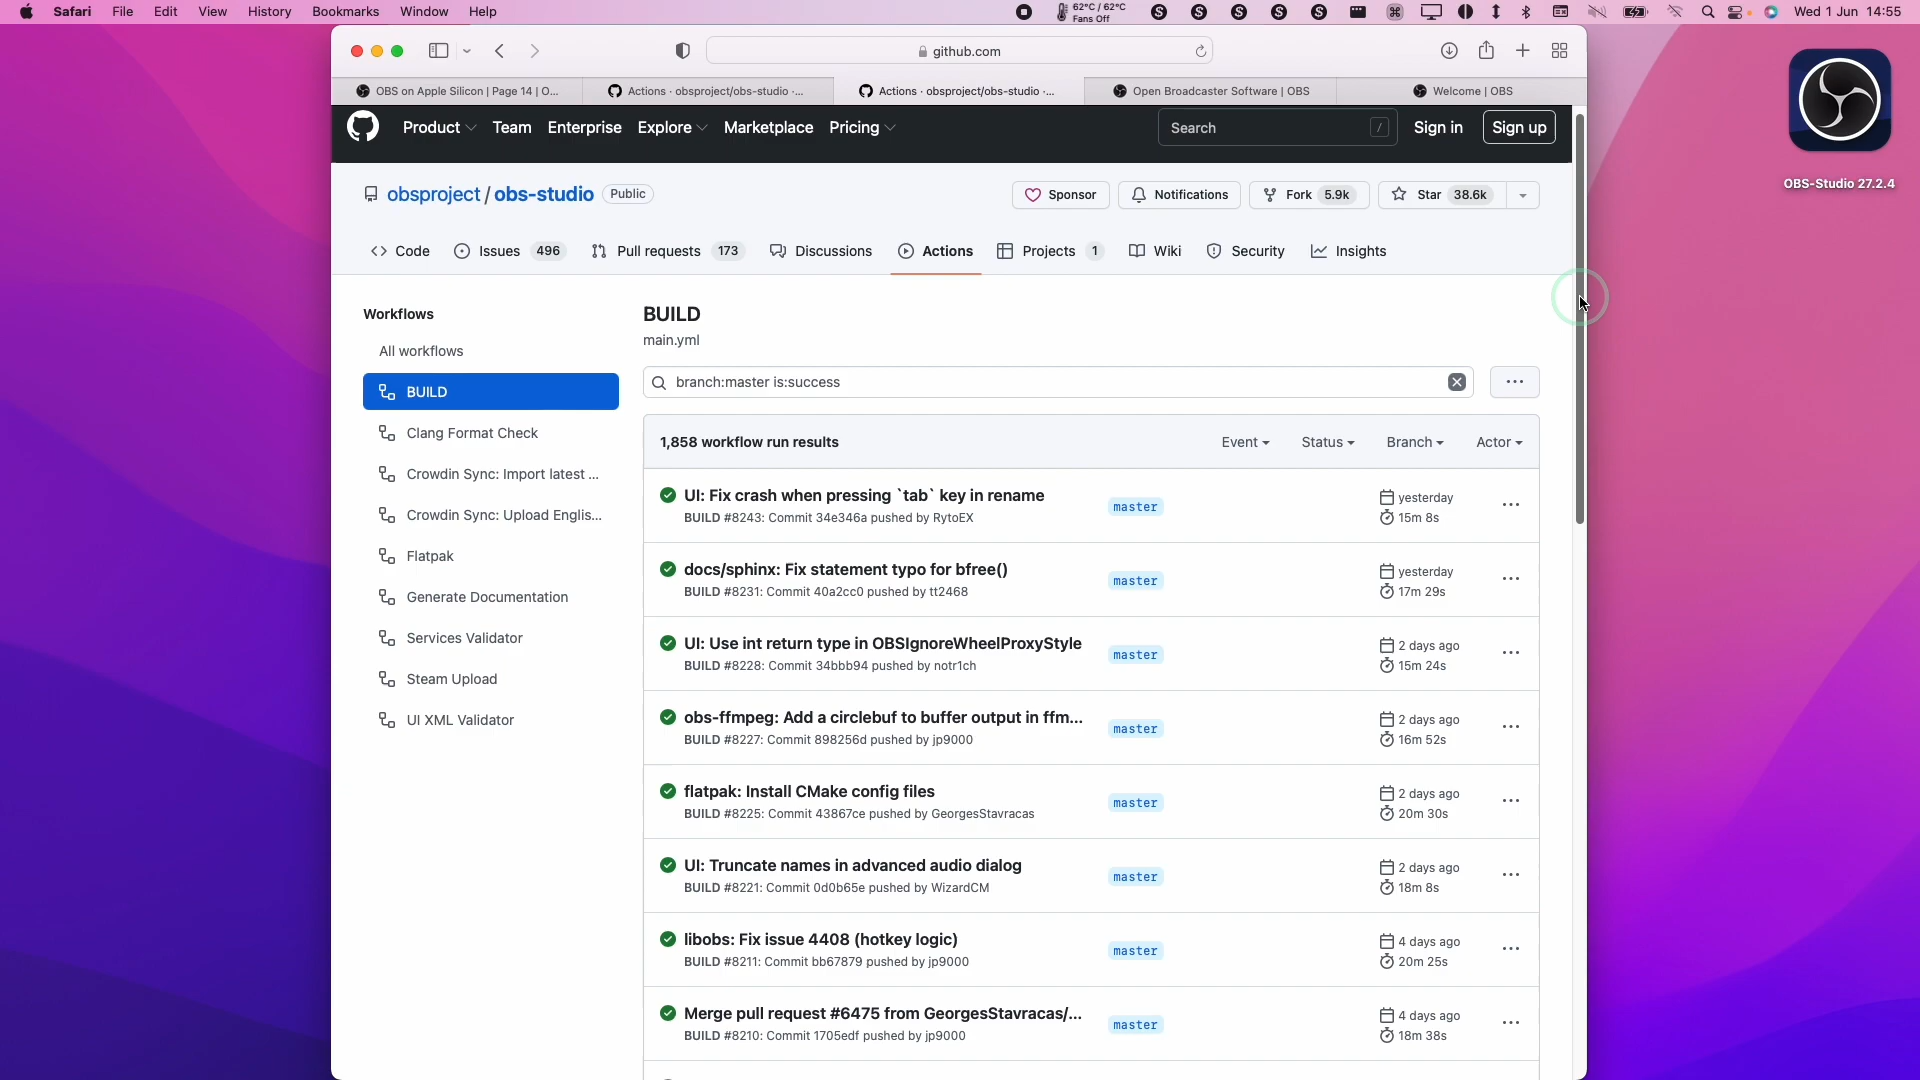 Safari File Edit View History Bookmarks Window Help
62°C / 62°C
Fans Off
Wed 1 Jun 14:55
github.com
OBS on Apple Silicon | Page 14 | O...
Actions · obsproject/obs-studio ·...
Actions · obsproject/obs-studio ·...
Open Broadcaster Software | OBS
Welcome | OBS
Product Team Enterprise Explore Marketplace Pricing
Search /
Sign in
Sign up
OBS-Studio 27.2.4
obsproject / obs-studio Public
Sponsor
Notifications
Fork 5.9k
Star 38.6k
Code
Issues 496
Pull requests 173
Discussions
Actions
Projects 1
Wiki
Security
Insights
Workflows
All workflows
BUILD
Clang Format Check
Crowdin Sync: Import latest ...
Crowdin Sync: Upload Englis...
Flatpak
Generate Documentation
Services Validator
Steam Upload
UI XML Validator
BUILD
main.yml
branch:master is:success
1,858 workflow run results
Event
Status
Branch
Actor
UI: Fix crash when pressing `tab` key in rename
BUILD #8243: Commit 34e346a pushed by RytoEX
master
yesterday
15m 8s
docs/sphinx: Fix statement typo for bfree()
BUILD #8231: Commit 40a2cc0 pushed by tt2468
master
yesterday
17m 29s
UI: Use int return type in OBSIgnoreWheelProxyStyle
BUILD #8228: Commit 34bbb94 pushed by notr1ch
master
2 days ago
15m 24s
obs-ffmpeg: Add a circlebuf to buffer output in ffm...
BUILD #8227: Commit 898256d pushed by jp9000
master
2 days ago
16m 52s
flatpak: Install CMake config files
BUILD #8225: Commit 43867ce pushed by GeorgesStavracas
master
2 days ago
20m 30s
UI: Truncate names in advanced audio dialog
BUILD #8221: Commit 0d0b65e pushed by WizardCM
master
2 days ago
18m 8s
libobs: Fix issue 4408 (hotkey logic)
BUILD #8211: Commit bb67879 pushed by jp9000
master
4 days ago
20m 25s
Merge pull request #6475 from GeorgesStavracas/...
BUILD #8210: Commit 1705edf pushed by jp9000
master
4 days ago
18m 38s